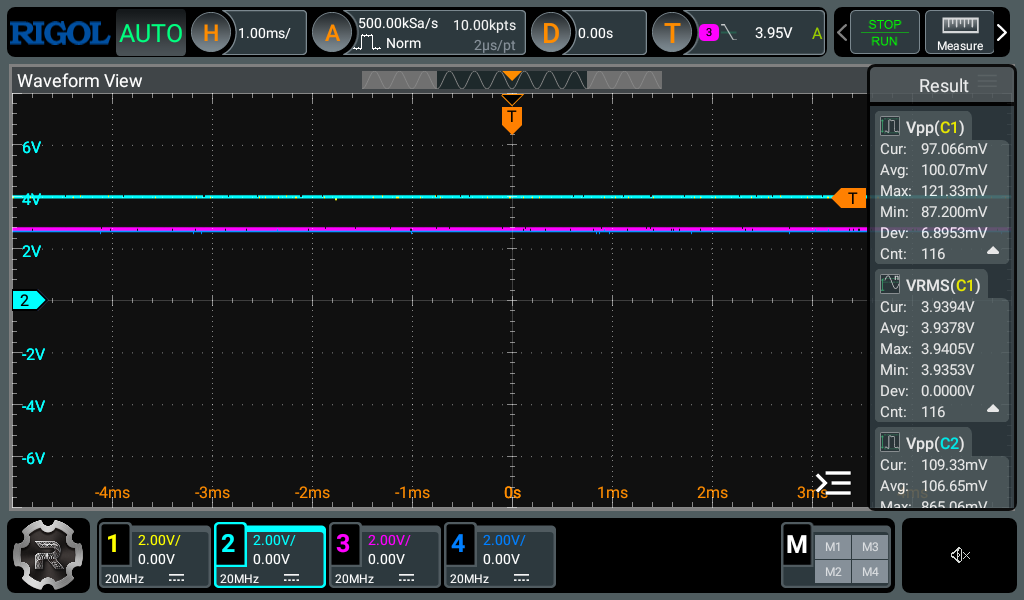 RIGOL AUTO H 1.00ms/ A 500.00kSa/s 10.00kpts D 0.00s T 3 3.95V A STOP
Norm 2µs/pt RUN Measure
Waveform View
Result
T
6V
4V
T
2V
2
-2V
-4V
-6V
-4ms -3ms -2ms -1ms 0s 1ms 2ms 3ms
Vpp(C1)
Cur: 97.066mV
Avg: 100.07mV
Max: 121.33mV
Min: 87.200mV
Dev: 6.8953mV
Cnt: 116
VRMS(C1)
Cur: 3.9394V
Avg: 3.9378V
Max: 3.9405V
Min: 3.9353V
Dev: 0.0000V
Cnt: 116
Vpp(C2)
Cur: 109.33mV
Avg: 106.65mV
Max: 865.06mV
1 2.00V/
0.00V
20MHz
2 2.00V/
0.00V
20MHz
3 2.00V/
0.00V
20MHz
4 2.00V/
0.00V
20MHz
M M1 M3
M2 M4